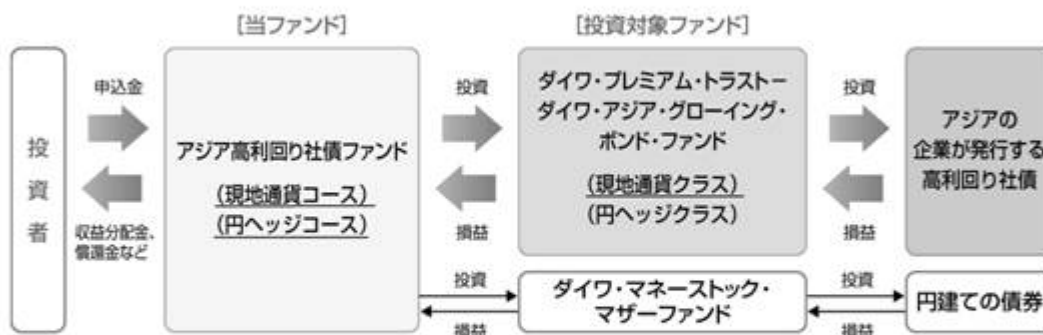 [当ファンド]
[投資対象ファンド]
投資者
申込金
収益分配金、
償還金など
アジア高利回り社債ファンド
（現地通貨コース）
（円ヘッジコース）
投資
損益
ダイワ・プレミアム・トラストー
ダイワ・アジア・グローイング・
ボンド・ファンド
（現地通貨クラス）
（円ヘッジクラス）
投資
損益
アジアの
企業が発行する
高利回り社債
投資
損益
ダイワ・マネーストック・
マザーファンド
投資
損益
円建ての債券